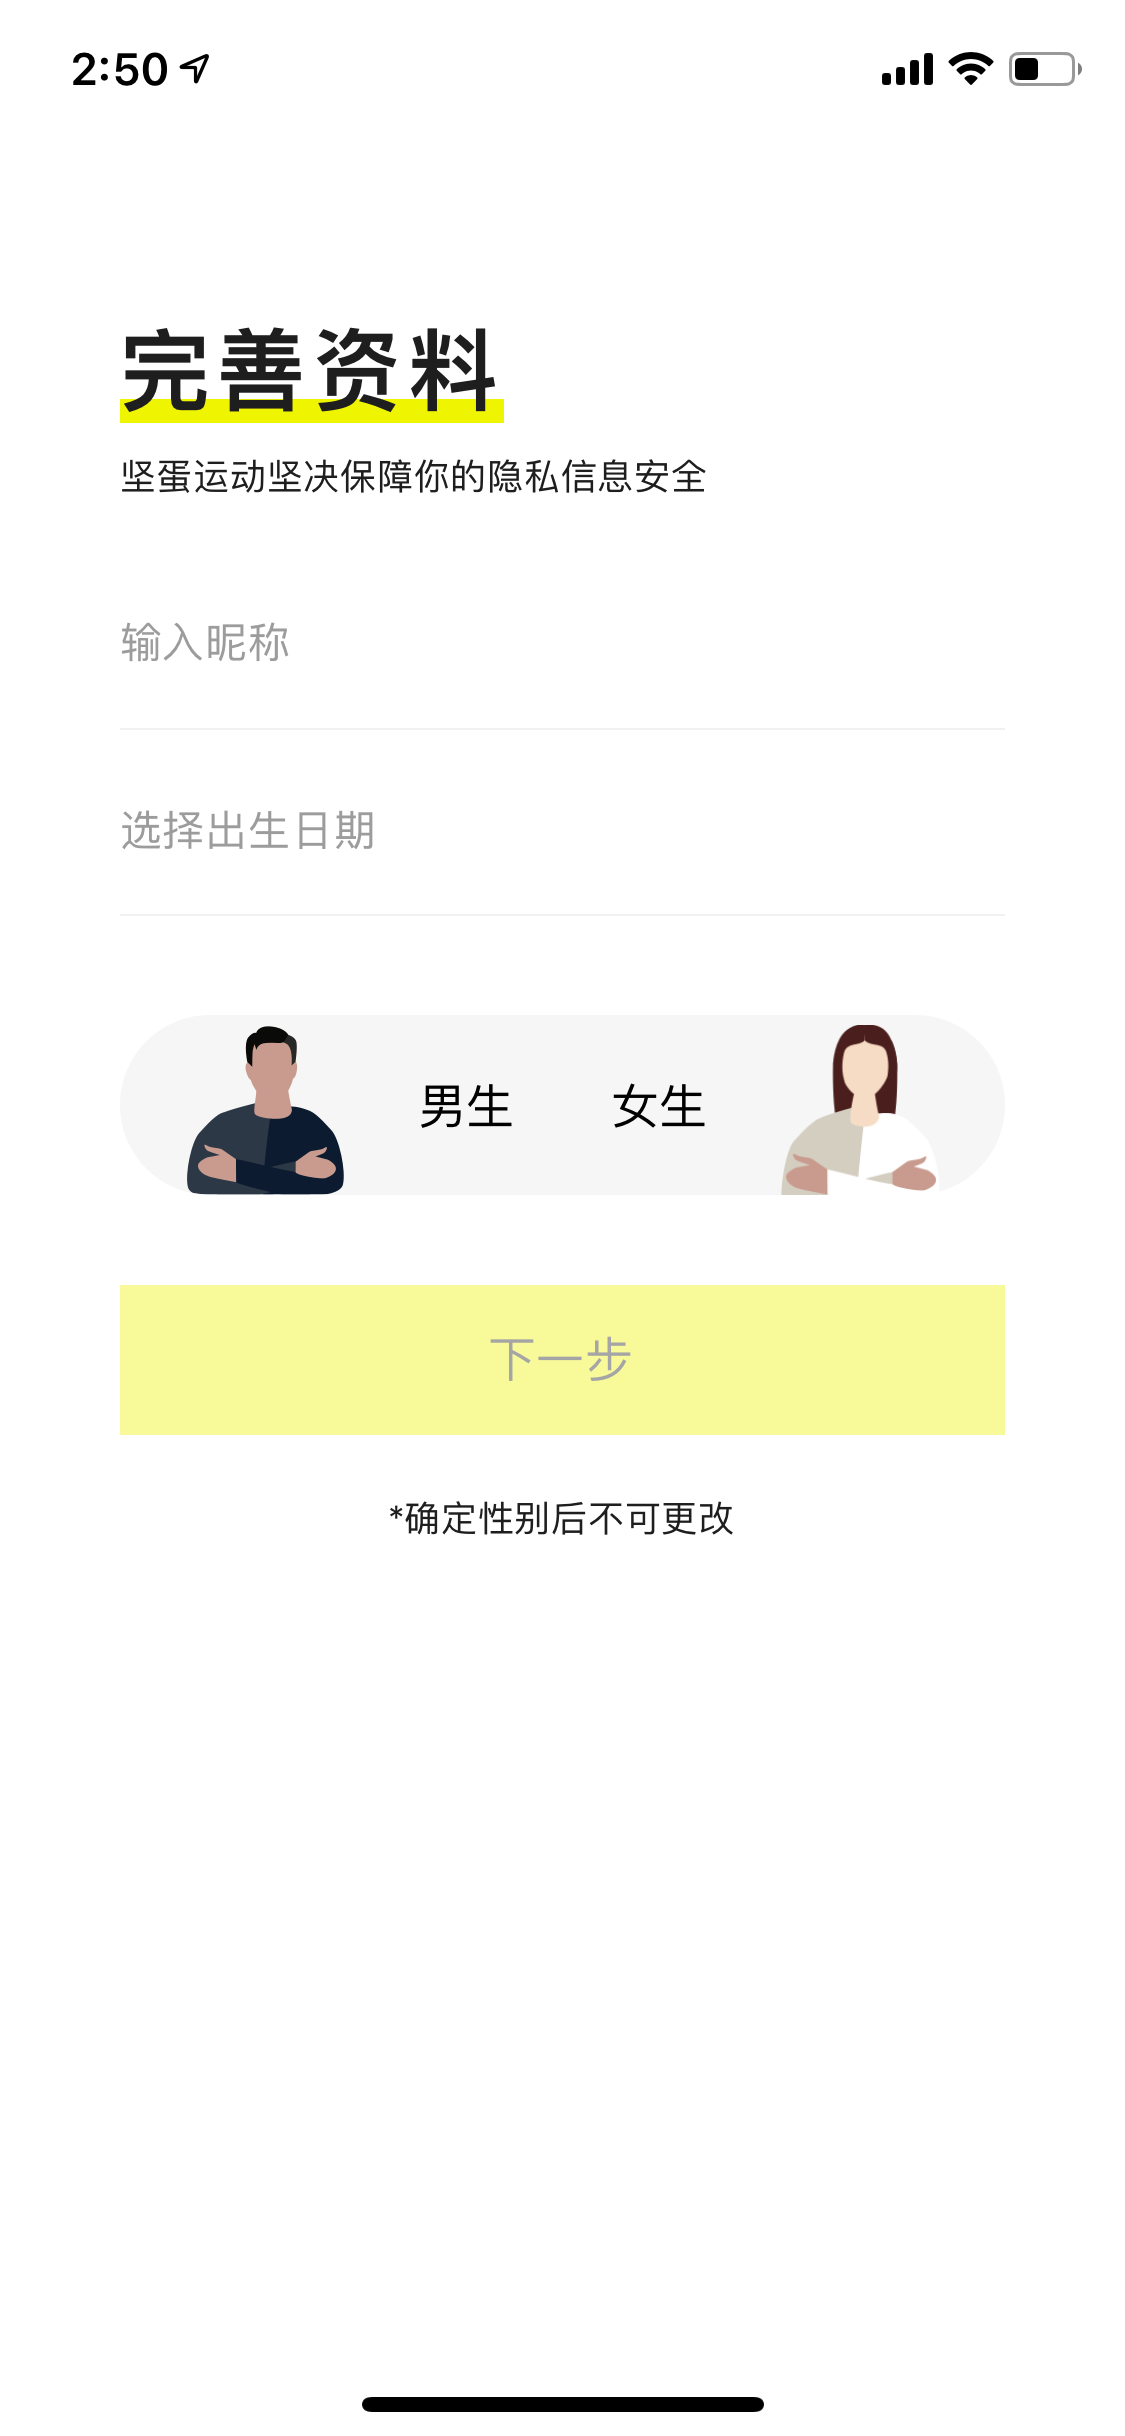 2:50
完善资料
坚蛋运动坚决保障你的隐私信息安全
输入昵称
选择出生日期
男生 女生
下一步
*确定性别后不可更改